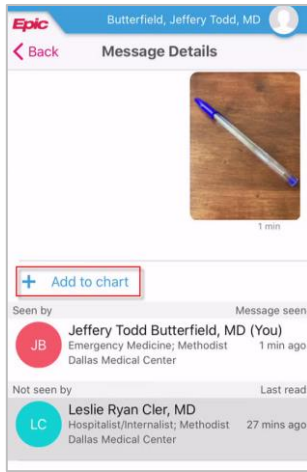 Epic
Butterfield, Jeffery Todd, MD
Back
Message Details
1 min
+ Add to chart
Seen by
Message seen
JB
Jeffery Todd Butterfield, MD (You)
Emergency Medicine; Methodist
1 min ago
Dallas Medical Center
Not seen by
Last read
LC
Leslie Ryan Cler, MD
Hospitalist/Internalist; Methodist
27 mins ago
Dallas Medical Center